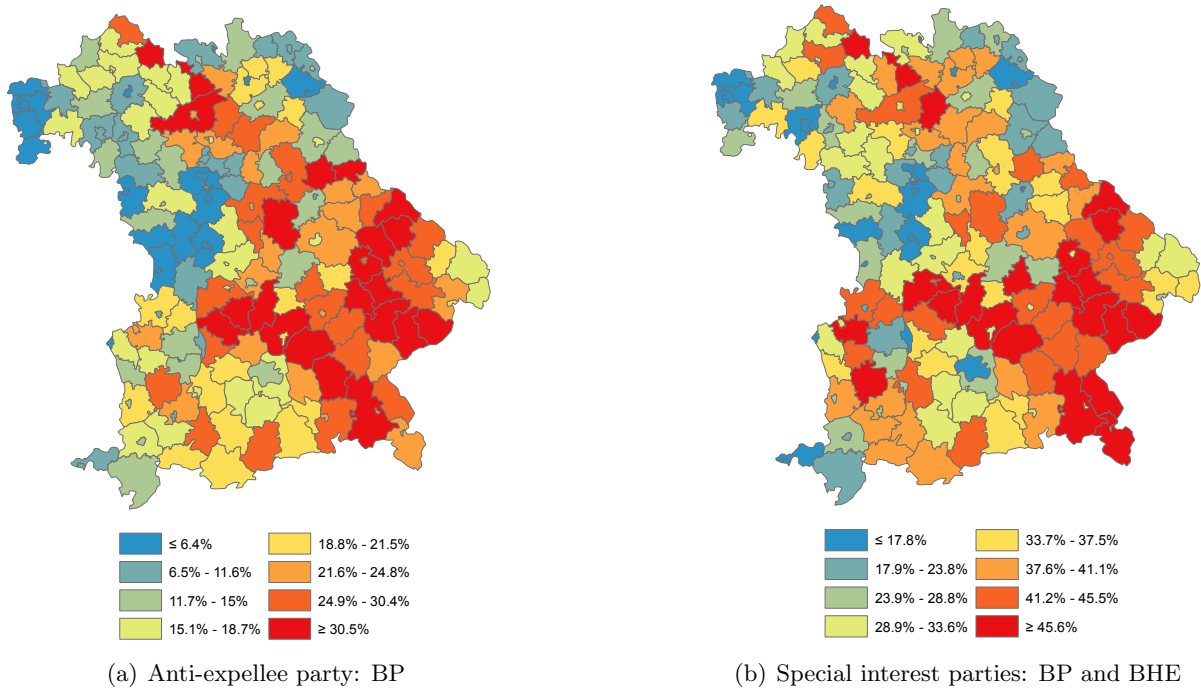 ≤ 6.4% 18.8% - 21.5%
6.5% - 11.6% 21.6% - 24.8%
11.7% - 15% 24.9% - 30.4%
15.1% - 18.7% ≥ 30.5%
(a) Anti-expellee party: BP
≤ 17.8% 33.7% - 37.5%
17.9% - 23.8% 37.6% - 41.1%
23.9% - 28.8% 41.2% - 45.5%
28.9% - 33.6% ≥ 45.6%
(b) Special interest parties: BP and BHE